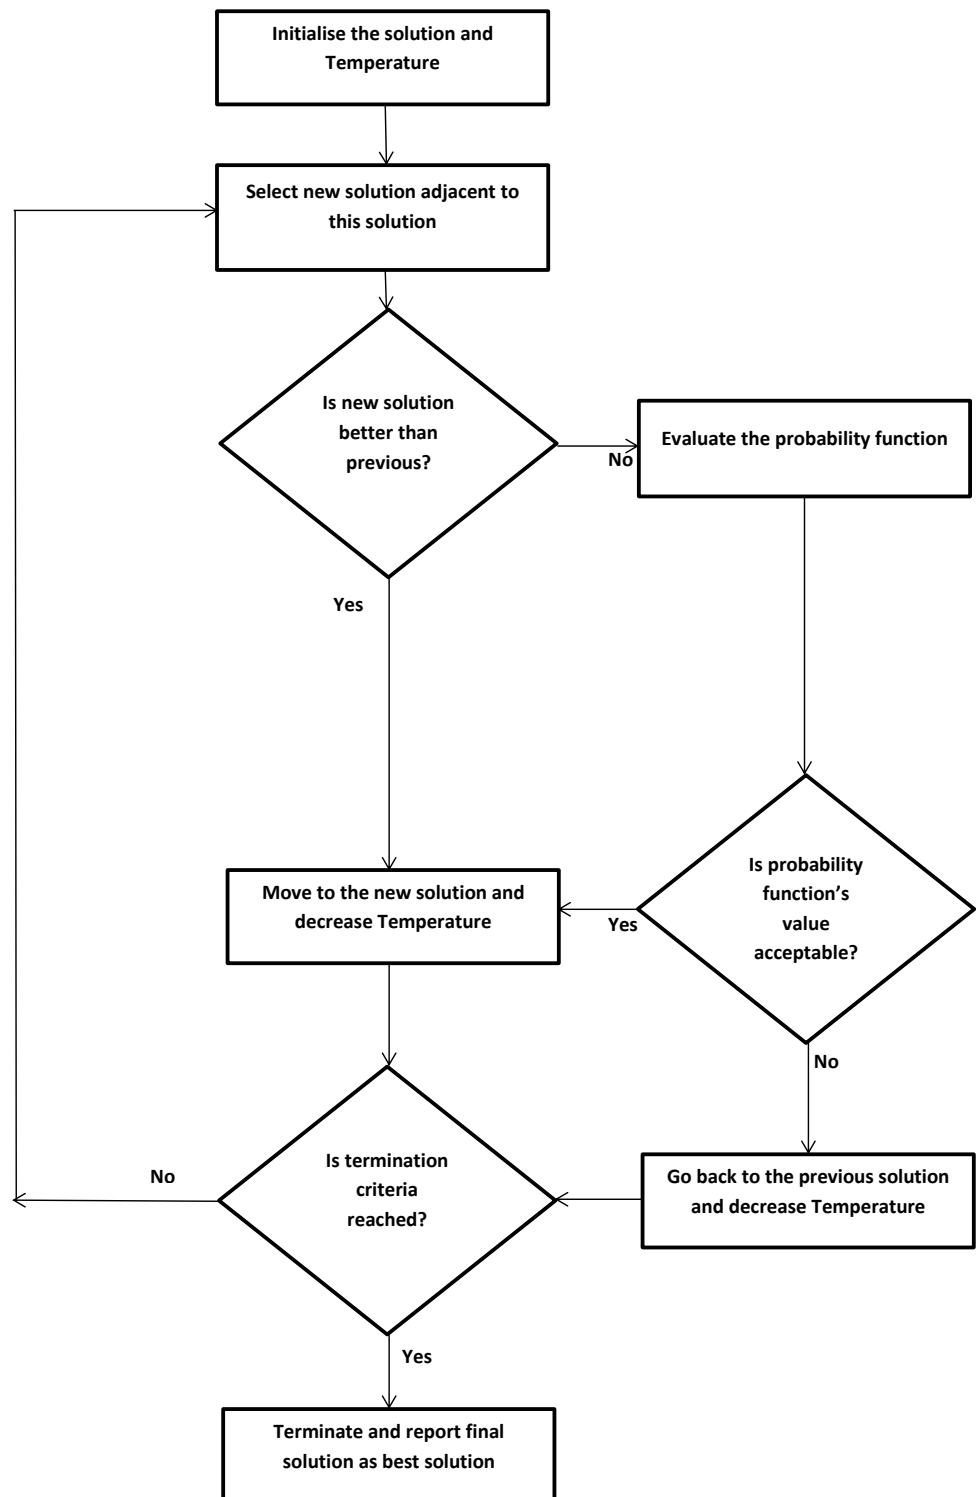 Initialise the solution and
Temperature
Select new solution adjacent to
this solution
Is new solution
better than
previous?
No
Evaluate the probability function
Yes
Is probability
function’s
value
acceptable?
Yes
Move to the new solution and
decrease Temperature
No
Go back to the previous solution
and decrease Temperature
Is termination
criteria
reached?
No
Yes
Terminate and report final
solution as best solution